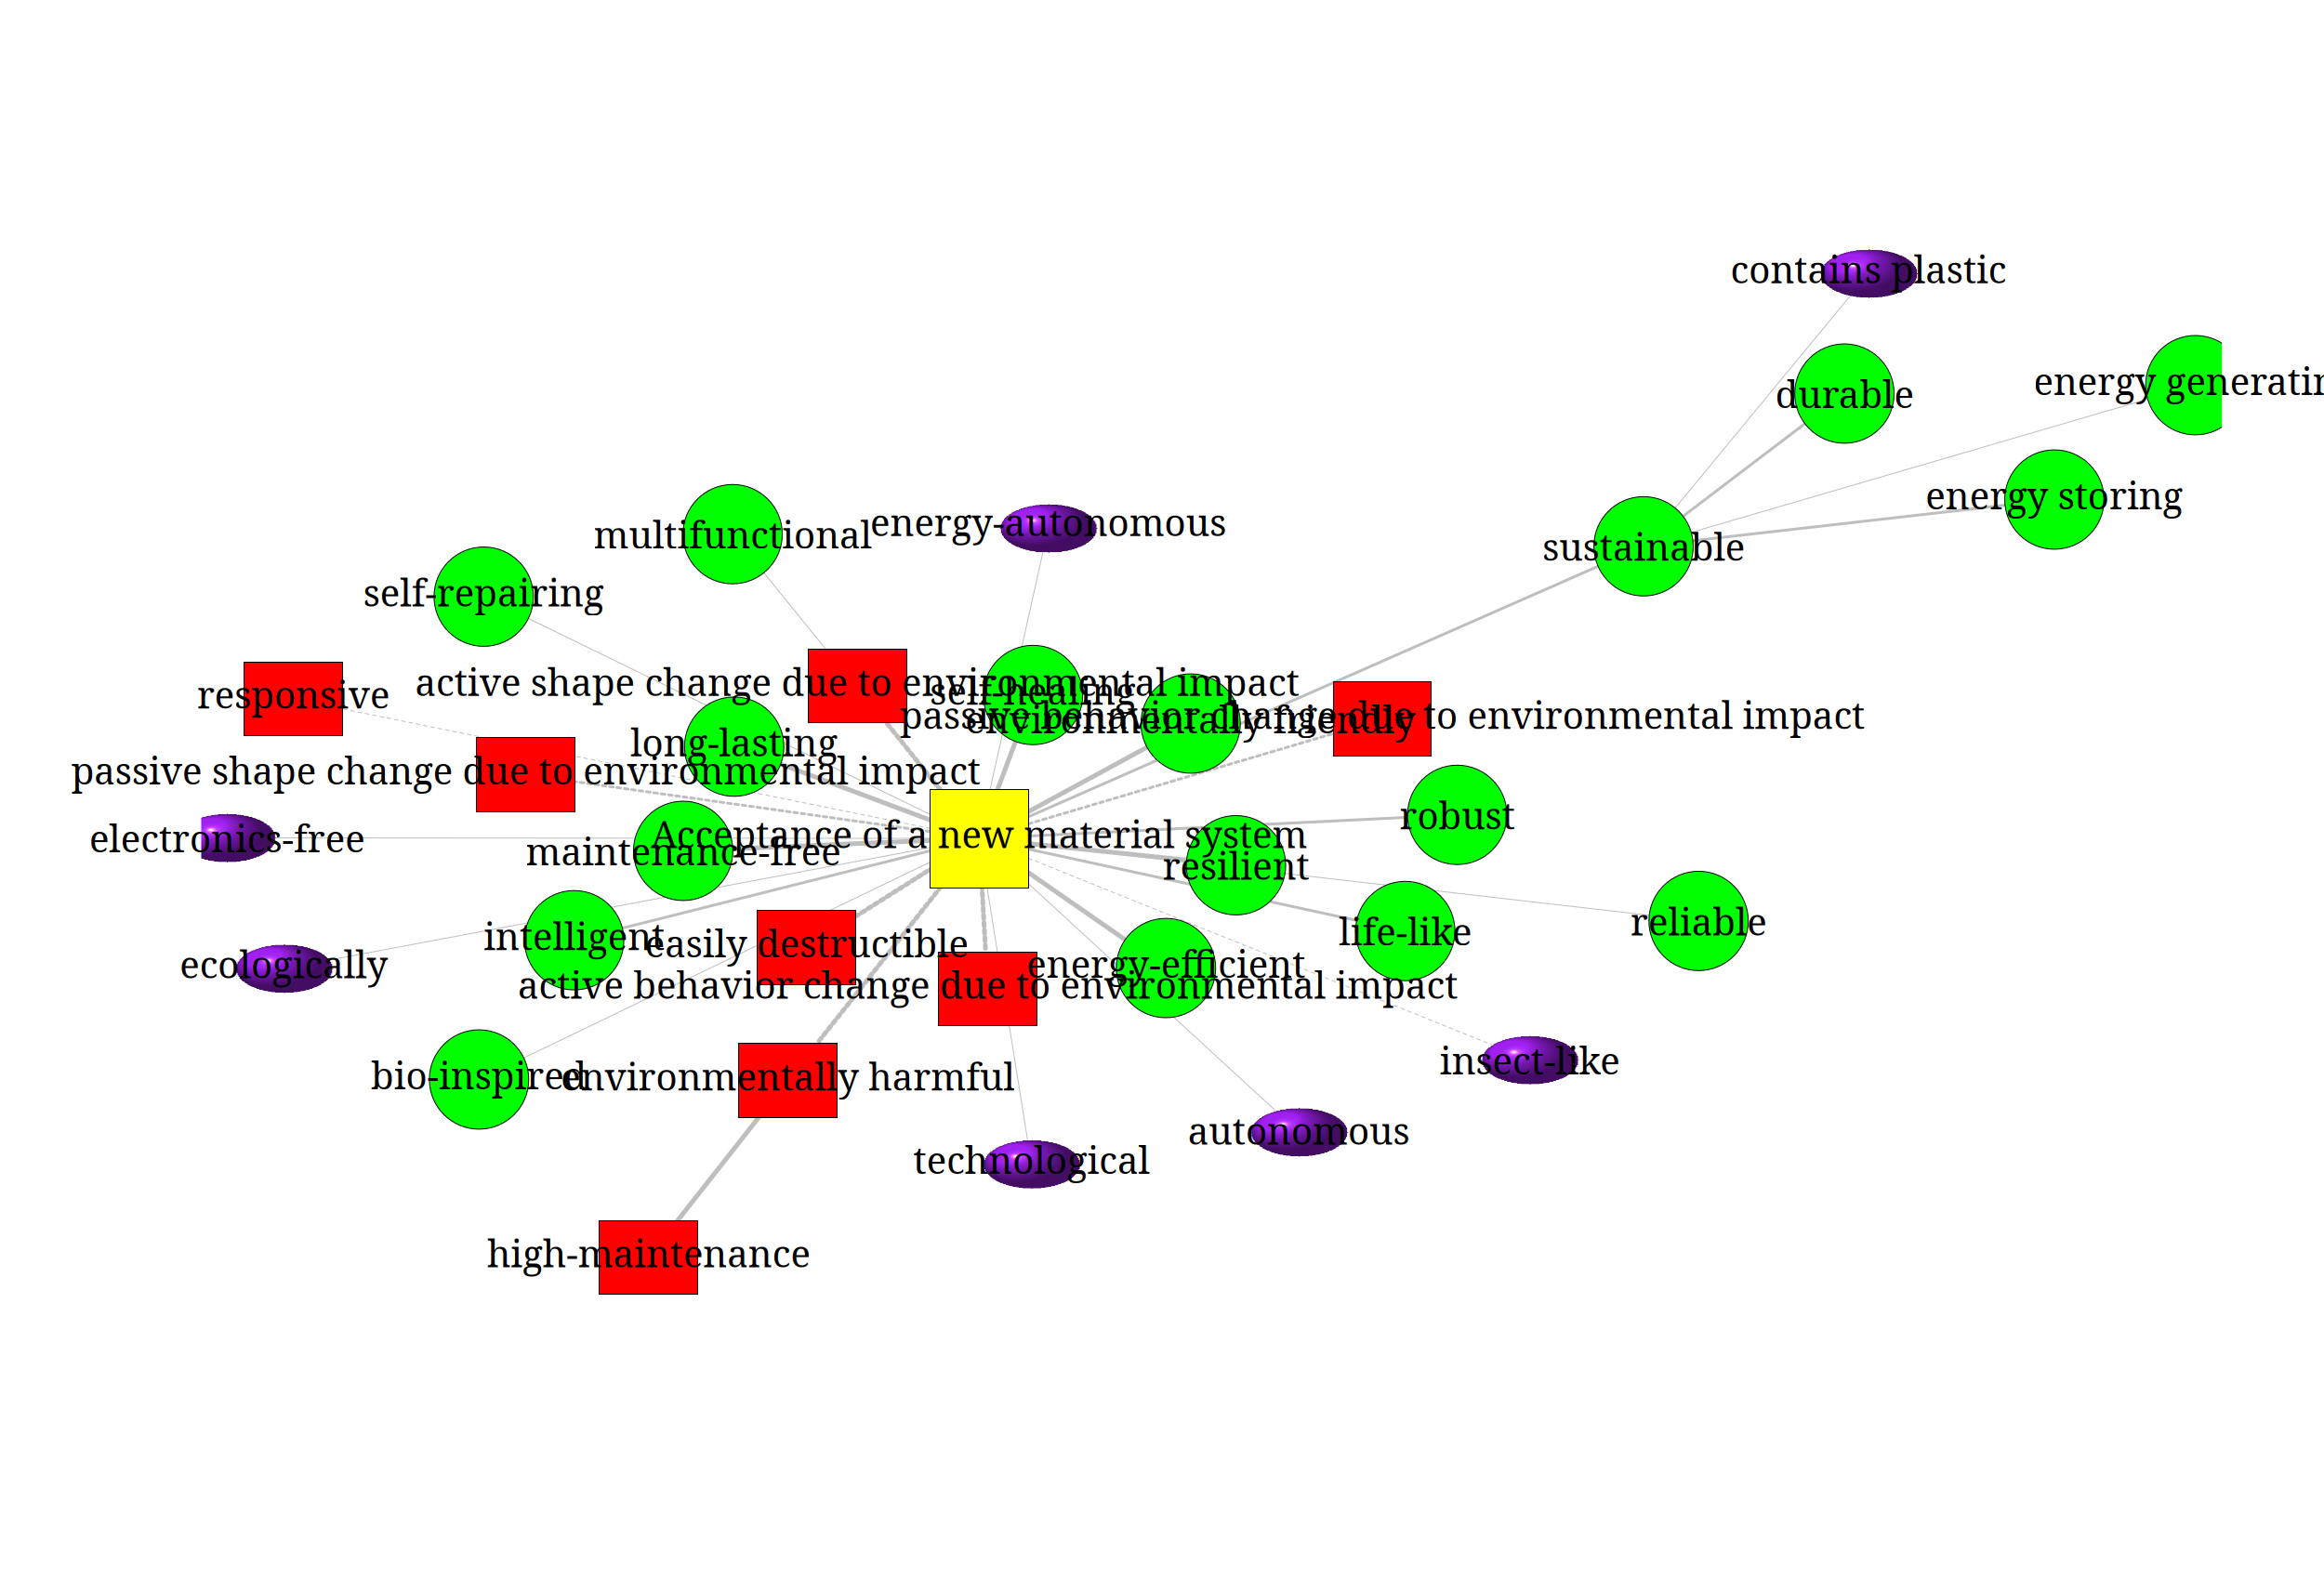 contains plastic
energy generatin
durable
energy storing
energy-autonomous
multifunctional
sustainable
self-repairing
active shape change due to environmental impact
self-healing
responsive
passive behavior change due to environmental impact
environmentally friendly
long-lasting
passive shape change due to environmental impact
robust
Acceptance of a new material system
electronics-free
maintenance-free
resilient
reliable
life-like
intelligent
easily destructible
ecologically
energy-efficient
active behavior change due to environmental impact
insect-like
bio-inspired
environmentally harmful
autonomous
technological
high-maintenance